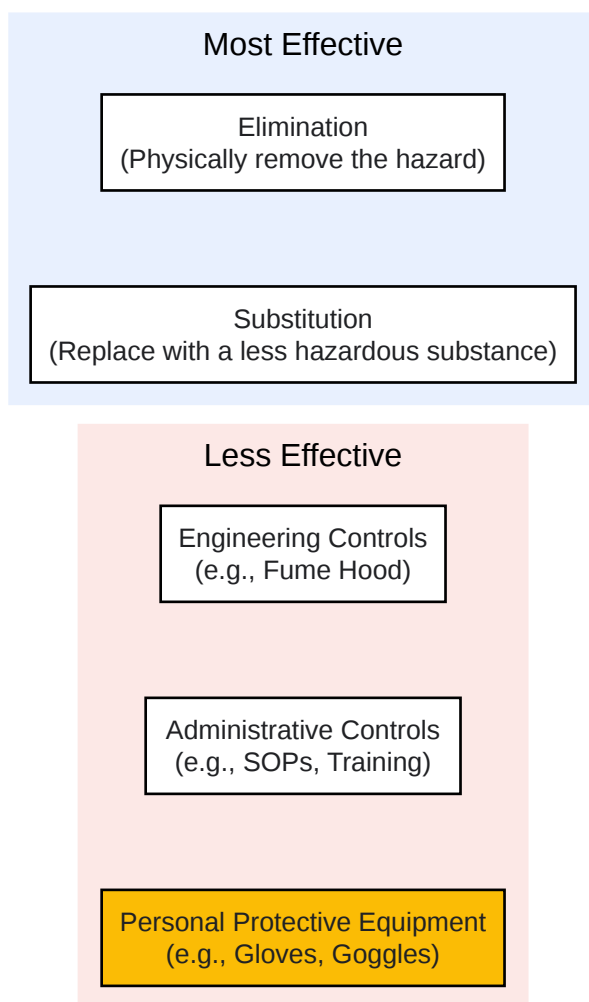 Most Effective
Elimination
(Physically remove the hazard)
Substitution
(Replace with a less hazardous substance)
Less Effective
Engineering Controls
(e.g., Fume Hood)
Administrative Controls
(e.g., SOPs, Training)
Personal Protective Equipment
(e.g., Gloves, Goggles)